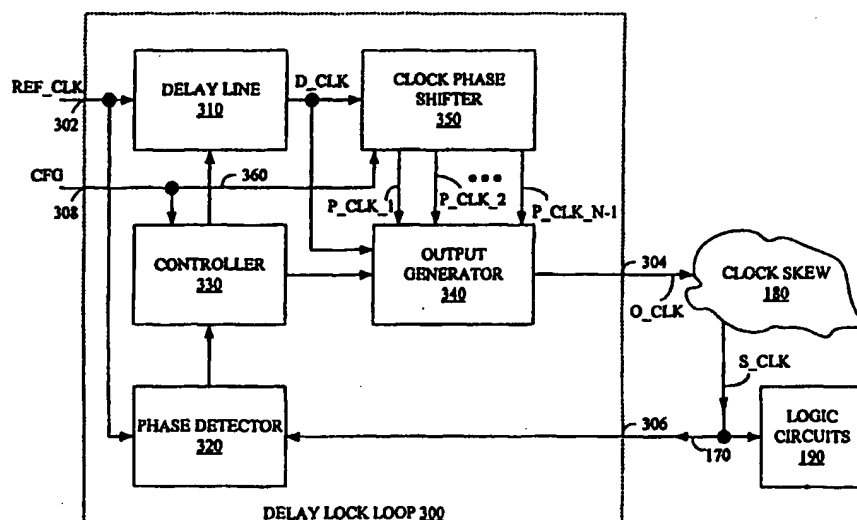 REF_CLK
302
DELAY LINE
310
D_CLK
CLOCK PHASE
SHIFTER
350
CFG
308
360
P_CLK_1
P_CLK_2
P_CLK_N-1
CONTROLLER
330
OUTPUT
GENERATOR
340
304
O_CLK
CLOCK SKEW
180
S_CLK
PHASE DETECTOR
320
306
170
LOGIC
CIRCUITS
190
DELAY LOCK LOOP 300